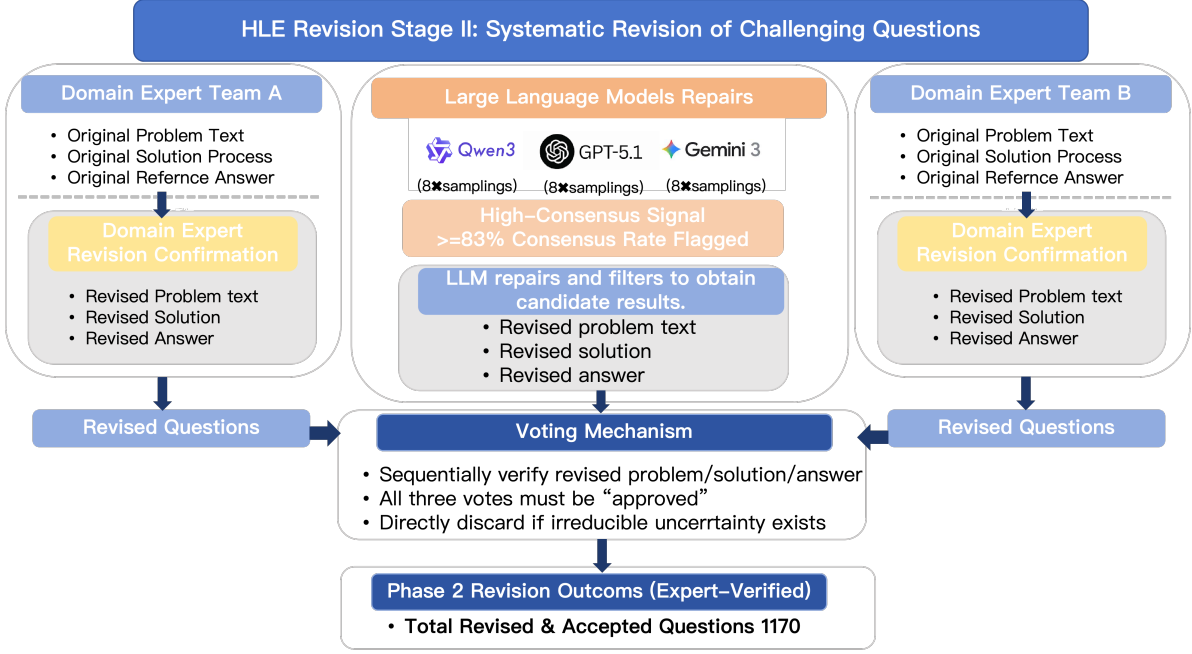 HLE Revision Stage II: Systematic Revision of Challenging Questions
Domain Expert Team A
• Original Problem Text
• Original Solution Process
• Original Refernce Answer
Domain Expert
Revision Confirmation
• Revised Problem text
• Revised Solution
• Revised Answer
Revised Questions
Large Language Models Repairs
Qwen3
(8✖samplings)
GPT-5.1
(8✖samplings)
Gemini 3
(8✖samplings)
High-Consensus Signal
>=83% Consensus Rate Flagged
LLM repairs and filters to obtain
candidate results.
• Revised problem text
• Revised solution
• Revised answer
Domain Expert Team B
• Original Problem Text
• Original Solution Process
• Original Refernce Answer
Domain Expert
Revision Confirmation
• Revised Problem text
• Revised Solution
• Revised Answer
Revised Questions
Voting Mechanism
• Sequentially verify revised problem/solution/answer
• All three votes must be “approved”
• Directly discard if irreducible uncerrtainty exists
Phase 2 Revision Outcoms (Expert-Verified)
• Total Revised & Accepted Questions 1170